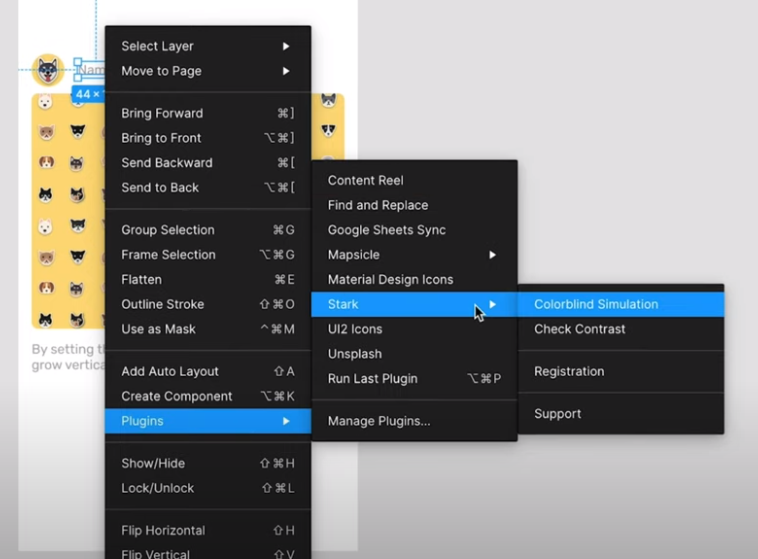 Nam
44 ×
By setting t
grow vertica
Select Layer ▶
Move to Page ▶
Bring Forward ⌘]
Bring to Front ⌥⌘]
Send Backward ⌘[
Send to Back ⌥⌘[
Group Selection ⌘G
Frame Selection ⌥⌘G
Flatten ⌘E
Outline Stroke ⇧⌘O
Use as Mask ^⌘M
Add Auto Layout ⇧A
Create Component ⌥⌘K
Plugins ▶
Show/Hide ⇧⌘H
Lock/Unlock ⇧⌘L
Flip Horizontal ⇧H
Flip Vertical ⇧V
Content Reel
Find and Replace
Google Sheets Sync
Mapsicle ▶
Material Design Icons
Stark ▶
UI2 Icons
Unsplash
Run Last Plugin ⌥⌘P
Manage Plugins...
Colorblind Simulation
Check Contrast
Registration
Support